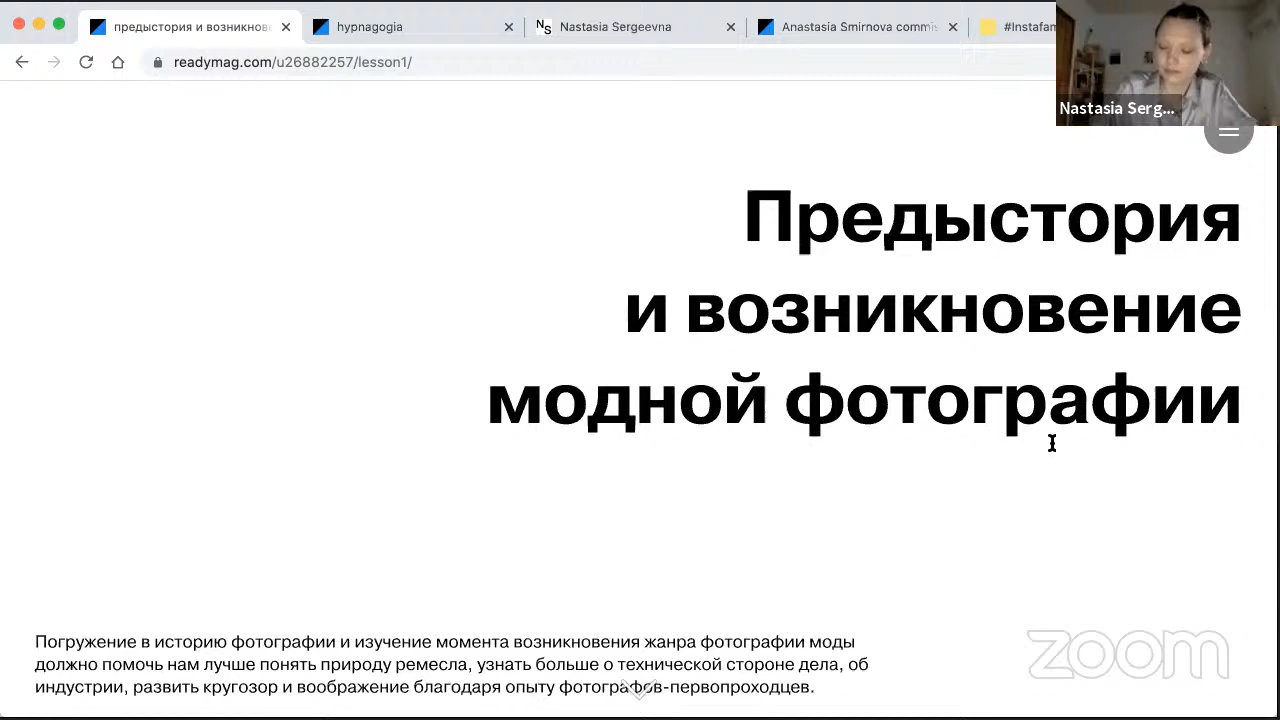 предыстория и возникнов
hypnagogia
NS
Nastasia Sergeevna
Anastasia Smirnova commis
#Instafam
readymag.com/u26882257/lesson1/
Nastasia Serg...
Предыстория
и возникновение
модной фотографии
Погружение в историю фотографии и изучение момента возникновения жанра фотографии моды
должно помочь нам лучше понять природу ремесла, узнать больше о технической стороне дела, об
индустрии, развить кругозор и воображение благодаря опыту фотографов-первопроходцев.
zoom